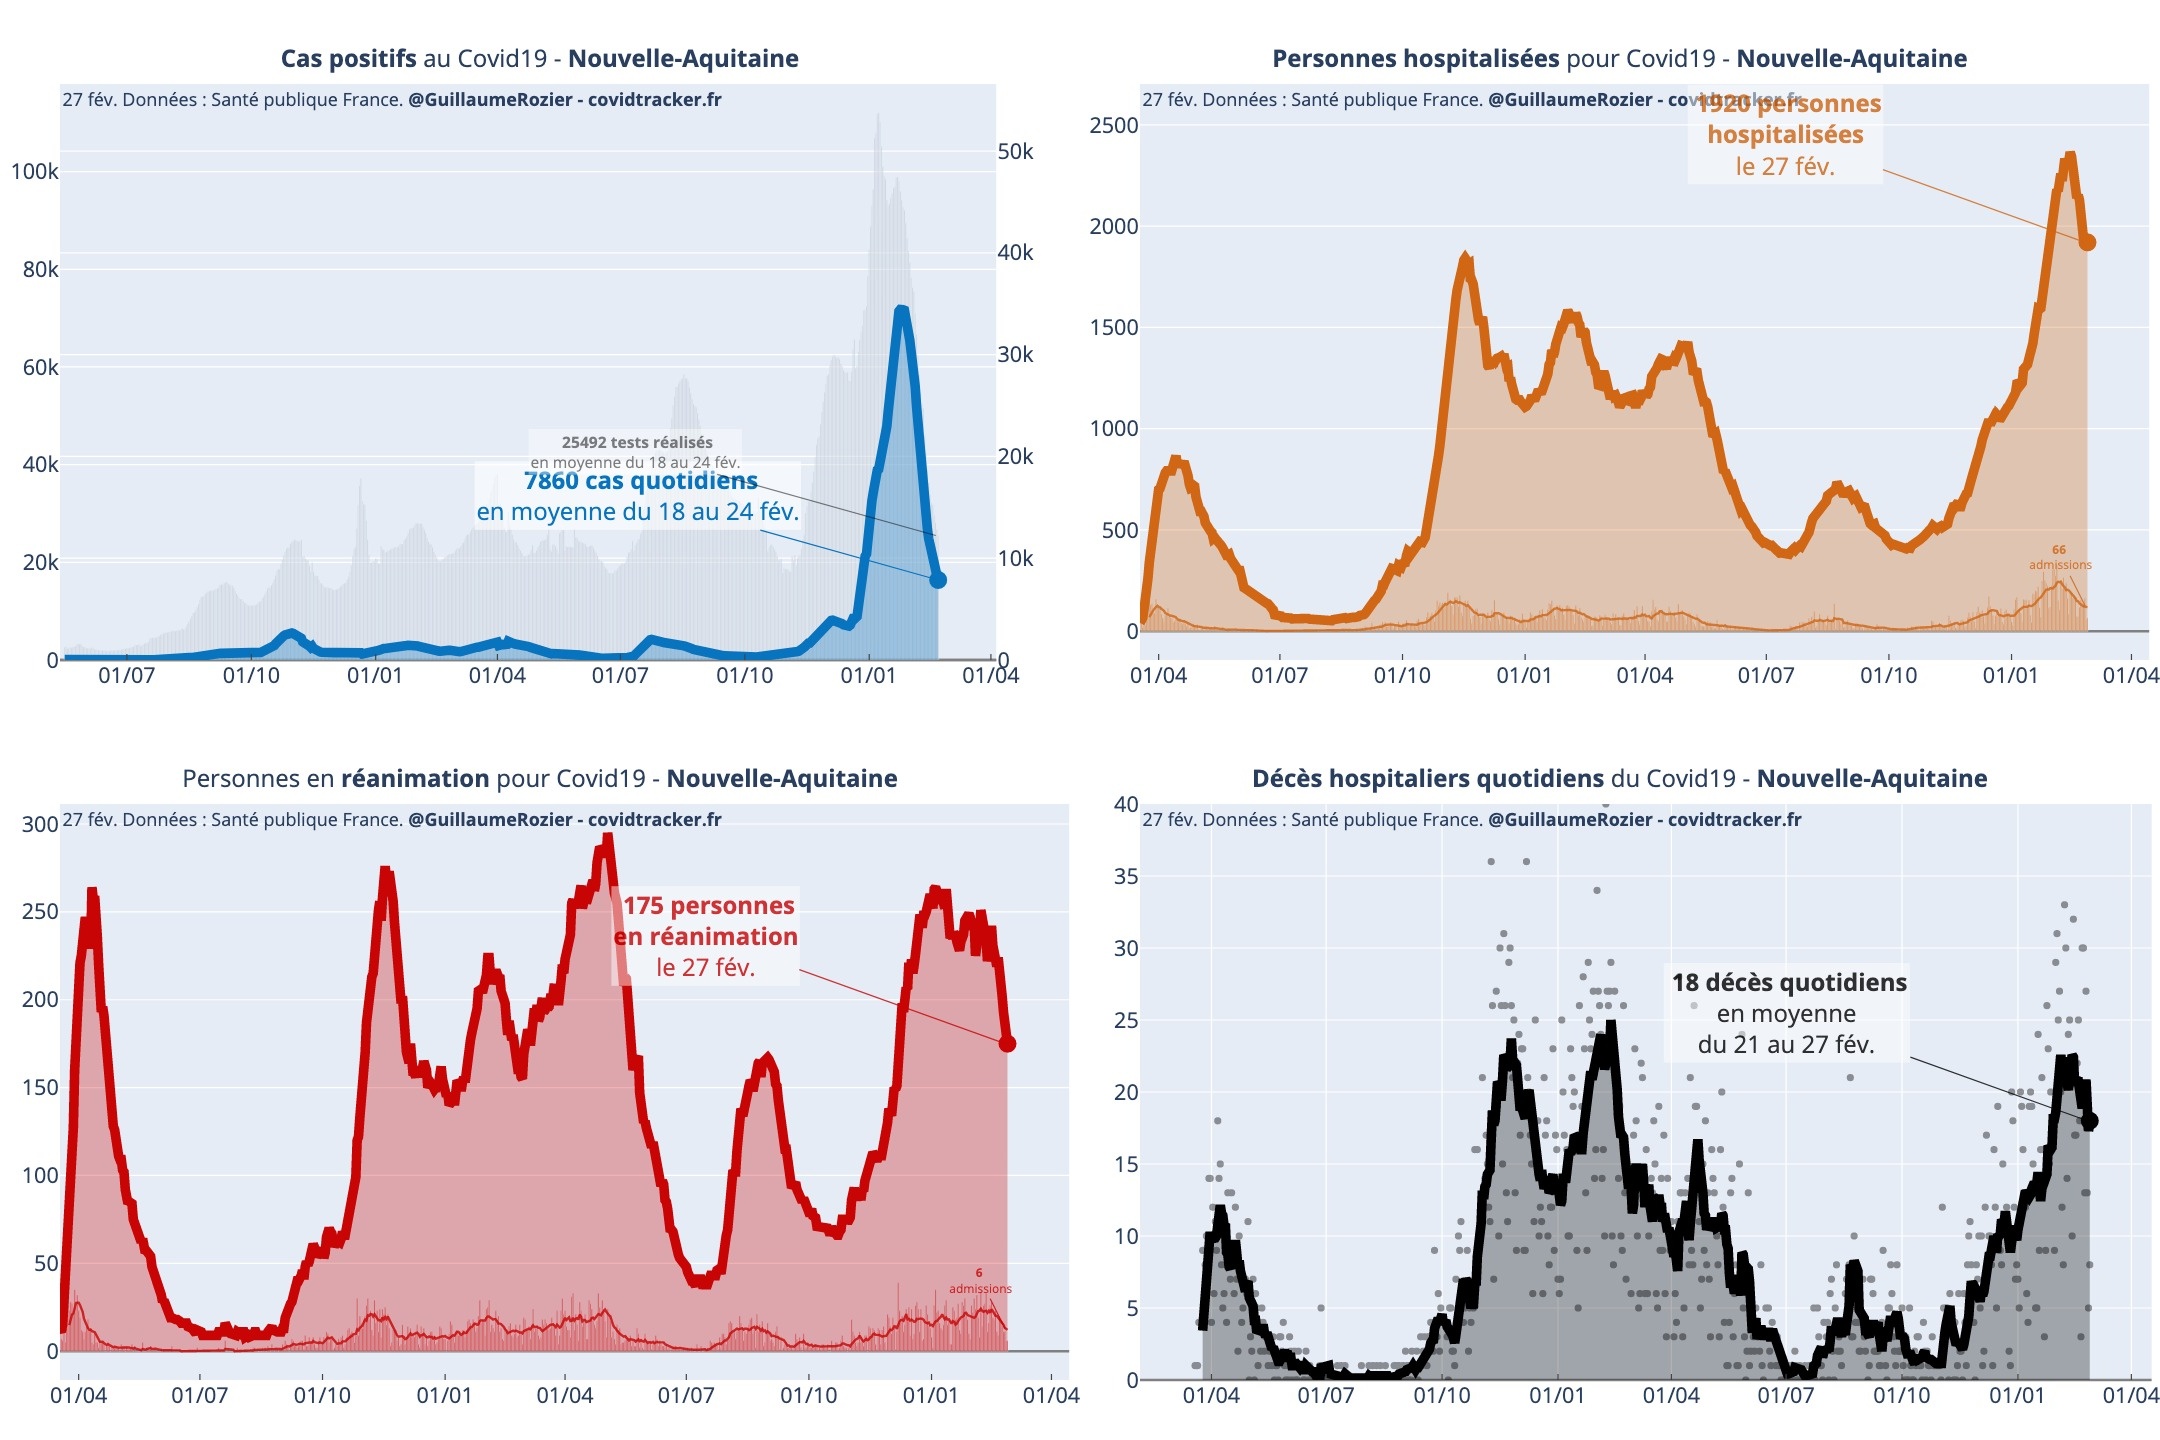 Cas positifs au Covid19 - Nouvelle-Aquitaine
27 fév. Données : Santé publique France. @GuillaumeRozier - covidtracker.fr
100k
80k
60k
40k
20k
0
50k
40k
30k
20k
10k
0
25492 tests réalisés
en moyenne du 18 au 24 fév.
7860 cas quotidiens
en moyenne du 18 au 24 fév.
01/07 01/10 01/01 01/04 01/07 01/10 01/01 01/04
Personnes hospitalisées pour Covid19 - Nouvelle-Aquitaine
27 fév. Données : Santé publique France. @GuillaumeRozier - covidtracker.fr
1920 personnes
hospitalisées
le 27 fév.
2500
2000
1500
1000
500
0
66
admissions
01/04 01/07 01/10 01/01 01/04 01/07 01/10 01/01 01/04
Personnes en réanimation pour Covid19 - Nouvelle-Aquitaine
27 fév. Données : Santé publique France. @GuillaumeRozier - covidtracker.fr
300
250
200
150
100
50
0
175 personnes
en réanimation
le 27 fév.
6
admissions
01/04 01/07 01/10 01/01 01/04 01/07 01/10 01/01 01/04
Décès hospitaliers quotidiens du Covid19 - Nouvelle-Aquitaine
27 fév. Données : Santé publique France. @GuillaumeRozier - covidtracker.fr
40
35
30
25
20
15
10
5
0
18 décès quotidiens
en moyenne
du 21 au 27 fév.
01/04 01/07 01/10 01/01 01/04 01/07 01/10 01/01 01/04